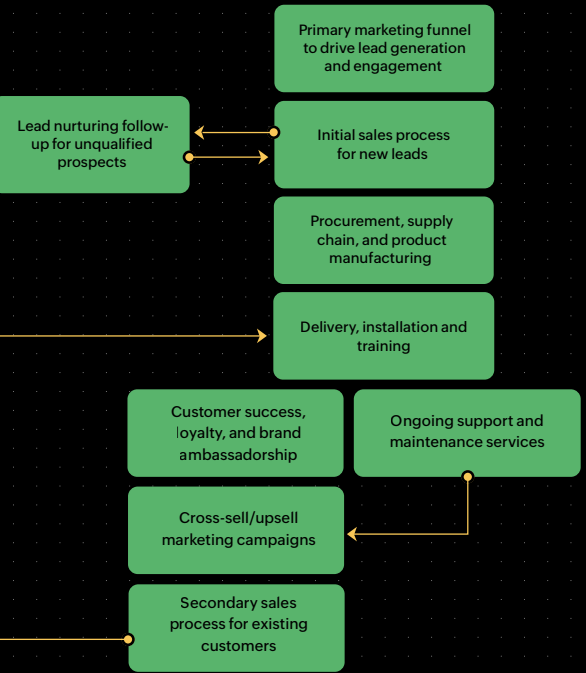 Primary marketing funnel
to drive lead generation
and engagement
Lead nurturing follow-
up for unqualified
prospects
Initial sales process
for new leads
Procurement, supply
chain, and product
manufacturing
Delivery, installation and
training
Customer success,
loyalty, and brand
ambassadorship
Ongoing support and
maintenance services
Cross-sell/upsell
marketing campaigns
Secondary sales
process for existing
customers